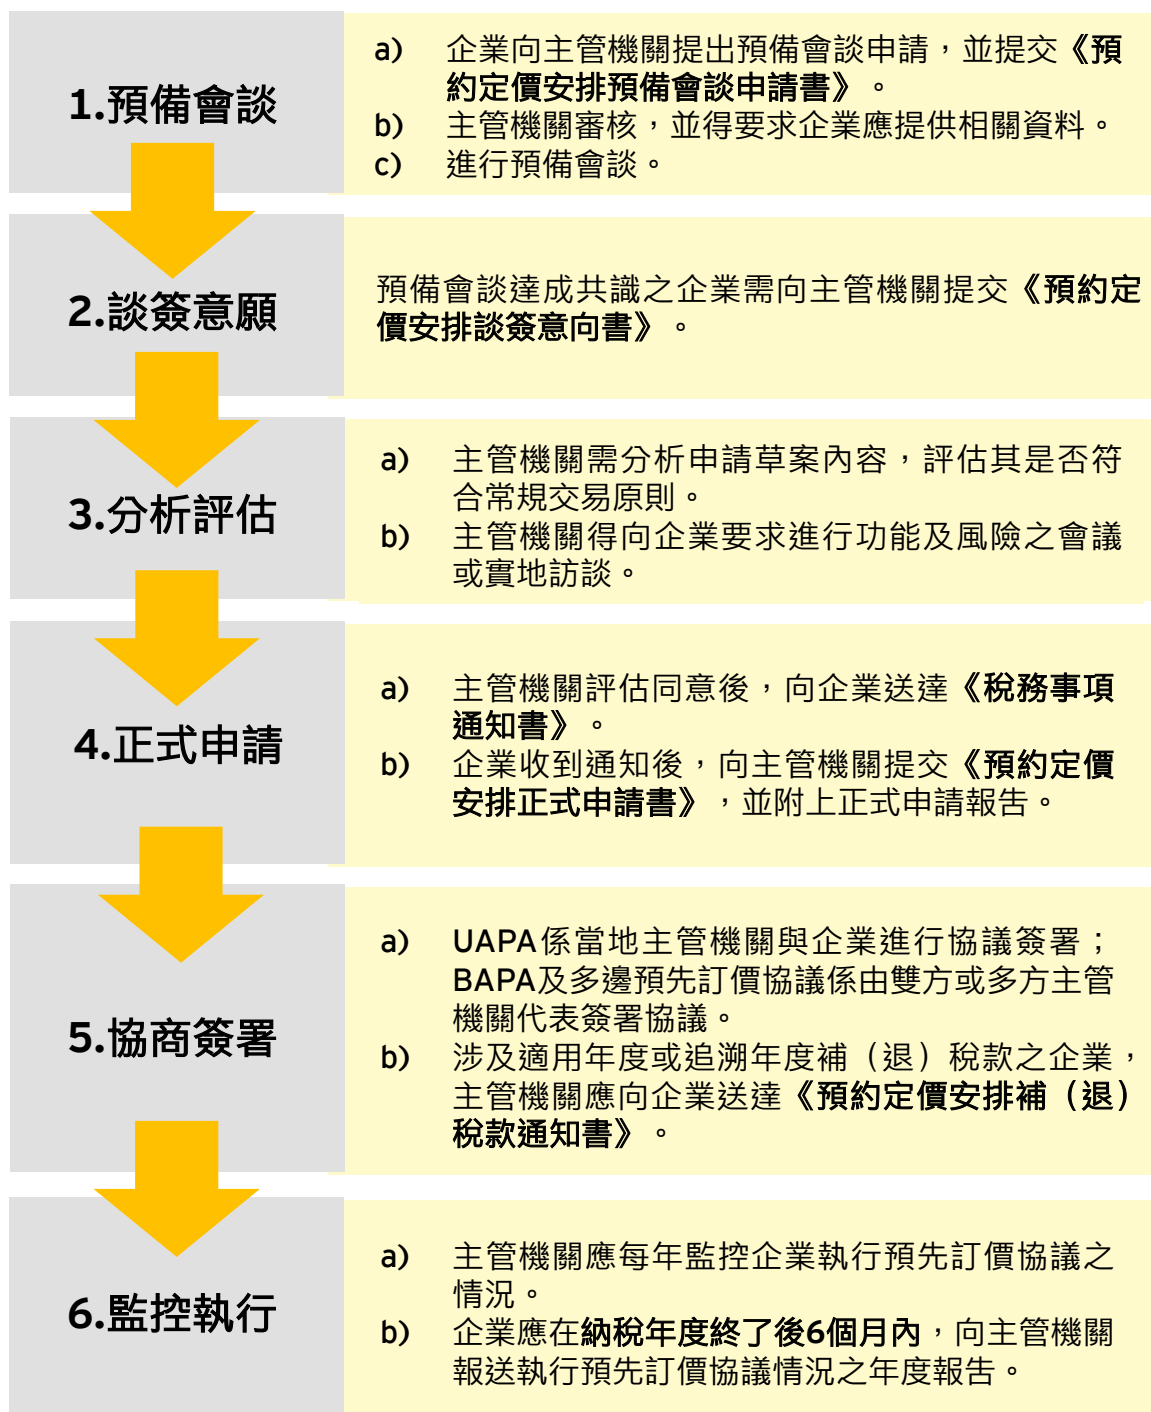 1.預備會談
a) 企業向主管機關提出預備會談申請，並提交《預
約定價安排預備會談申請書》。
b) 主管機關審核，並得要求企業應提供相關資料。
c) 進行預備會談。
2.談簽意願
預備會談達成共識之企業需向主管機關提交《預約定
價安排談簽意向書》。
3.分析評估
a) 主管機關需分析申請草案內容，評估其是否符
合常規交易原則。
b) 主管機關得向企業要求進行功能及風險之會議
或實地訪談。
4.正式申請
a) 主管機關評估同意後，向企業送達《稅務事項
通知書》。
b) 企業收到通知後，向主管機關提交《預約定價
安排正式申請書》，並附上正式申請報告。
5.協商簽署
a) UAPA係當地主管機關與企業進行協議簽署；
BAPA及多邊預先訂價協議係由雙方或多方主管
機關代表簽署協議。
b) 涉及適用年度或追溯年度補（退）稅款之企業，
主管機關應向企業送達《預約定價安排補（退）
稅款通知書》。
6.監控執行
a) 主管機關應每年監控企業執行預先訂價協議之
情況。
b) 企業應在納稅年度終了後6個月內，向主管機關
報送執行預先訂價協議情況之年度報告。